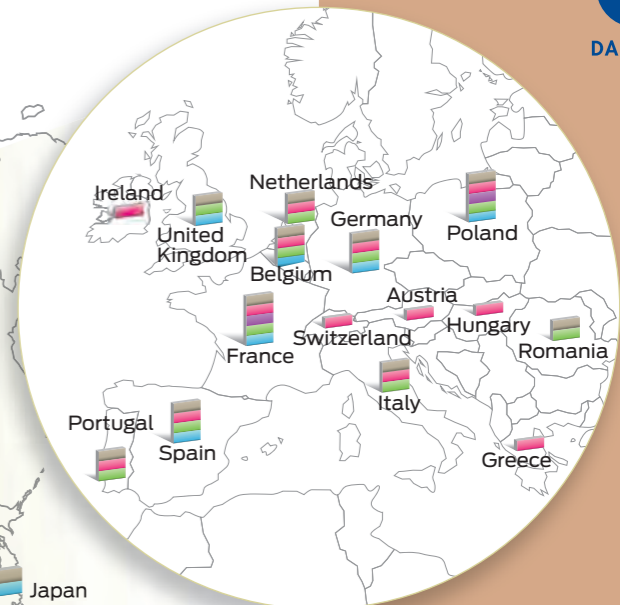 DA
Ireland
Netherlands
United
Kingdom
Germany
Poland
Belgium
Austria
Hungary
Switzerland
France
Romania
Italy
Portugal
Spain
Greece
Japan